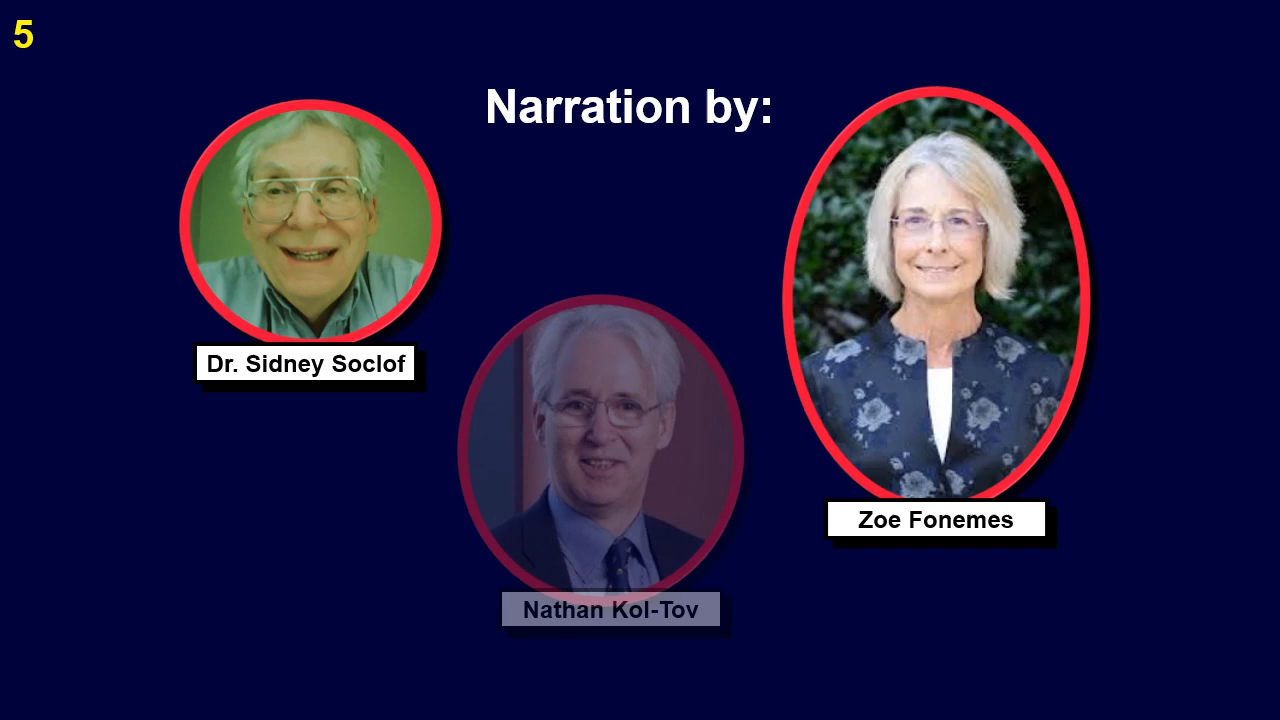 5
Narration by:
Dr. Sidney Soclof
Zoe Fonemes
Nathan Kol-Tov